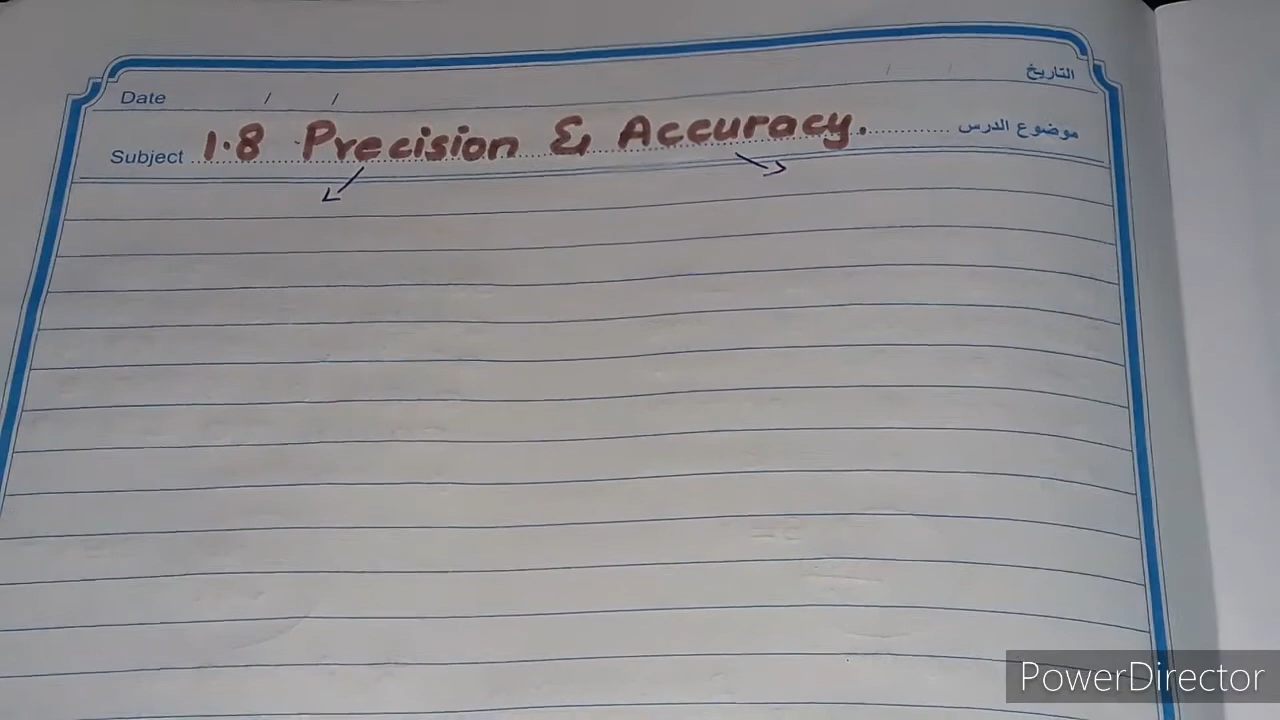 التاريخ / /
Date / /
Subject 1.8 Precision & Accuracy. موضوع الدرس
PowerDirector